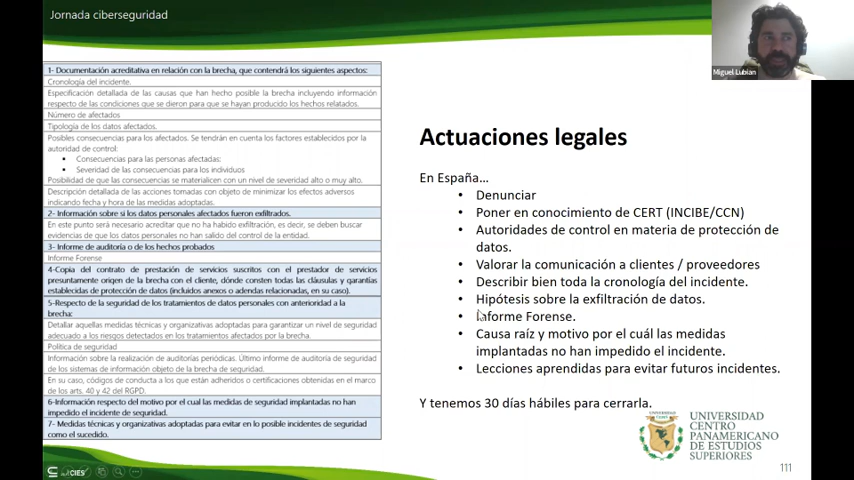 Jornada ciberseguridad
Miguel Lubían
1- Documentación acreditativa en relación con la brecha, que contendrá los siguientes aspectos:
Cronología del incidente.
Especificación detallada de las causas que han hecho posible la brecha incluyendo información
respecto de las condiciones que se dieron para que se hayan producido los hechos relatados.
Número de afectados
Tipología de los datos afectados.
Posibles consecuencias para los afectados. Se tendrán en cuenta los factores establecidos por la
autoridad de control:
Consecuencias para las personas afectadas:
Severidad de las consecuencias para los individuos
Posibilidad de que las consecuencias se materialicen con un nivel de severidad alto o muy alto.
Descripción detallada de las acciones tomadas con objeto de minimizar los efectos adversos
indicando fecha y hora de las medidas adoptadas.
2- Información sobre si los datos personales afectados fueron exfiltrados.
En este punto será necesario acreditar que no ha habido exfiltración, es decir, se deben buscar
evidencias de que los datos personales no han salido del control de la entidad.
3- Informe de auditoría o de los hechos probados
Informe Forense
4-Copia del contrato de prestación de servicios suscritos con el prestador de servicios
presuntamente origen de la brecha con el cliente, dónde consten todas las cláusulas y garantías
establecidas de protección de datos (incluidos anexos o adendas relacionadas, en su caso).
5-Respecto de la seguridad de los tratamientos de datos personales con anterioridad a la
brecha:
Detallar aquellas medidas técnicas y organizativas adoptadas para garantizar un nivel de seguridad
adecuado a los riesgos detectados en los tratamientos afectados por la brecha.
Política de seguridad
Información sobre la realización de auditorías periódicas. Último informe de auditoría de seguridad
de los sistemas de información objeto de la brecha de seguridad.
En su caso, códigos de conducta a los que están adheridos o certificaciones obtenidas en el marco
de los arts. 40 y 42 del RGPD.
6-Información respecto del motivo por el cual las medidas de seguridad implantadas no han
impedido el incidente de seguridad.
7- Medidas técnicas y organizativas adoptadas para evitar en lo posible incidentes de seguridad
como el sucedido.
Actuaciones legales
En España...
• Denunciar
• Poner en conocimiento de CERT (INCIBE/CCN)
• Autoridades de control en materia de protección de
datos.
• Valorar la comunicación a clientes / proveedores
• Describir bien toda la cronología del incidente.
• Hipótesis sobre la exfiltración de datos.
• Informe Forense.
• Causa raíz y motivo por el cuál las medidas
implantadas no han impedido el incidente.
• Lecciones aprendidas para evitar futuros incidentes.
Y tenemos 30 días hábiles para cerrarla.
UNIVERSIDAD
CENTRO
PANAMERICANO
DE ESTUDIOS
SUPERIORES
111